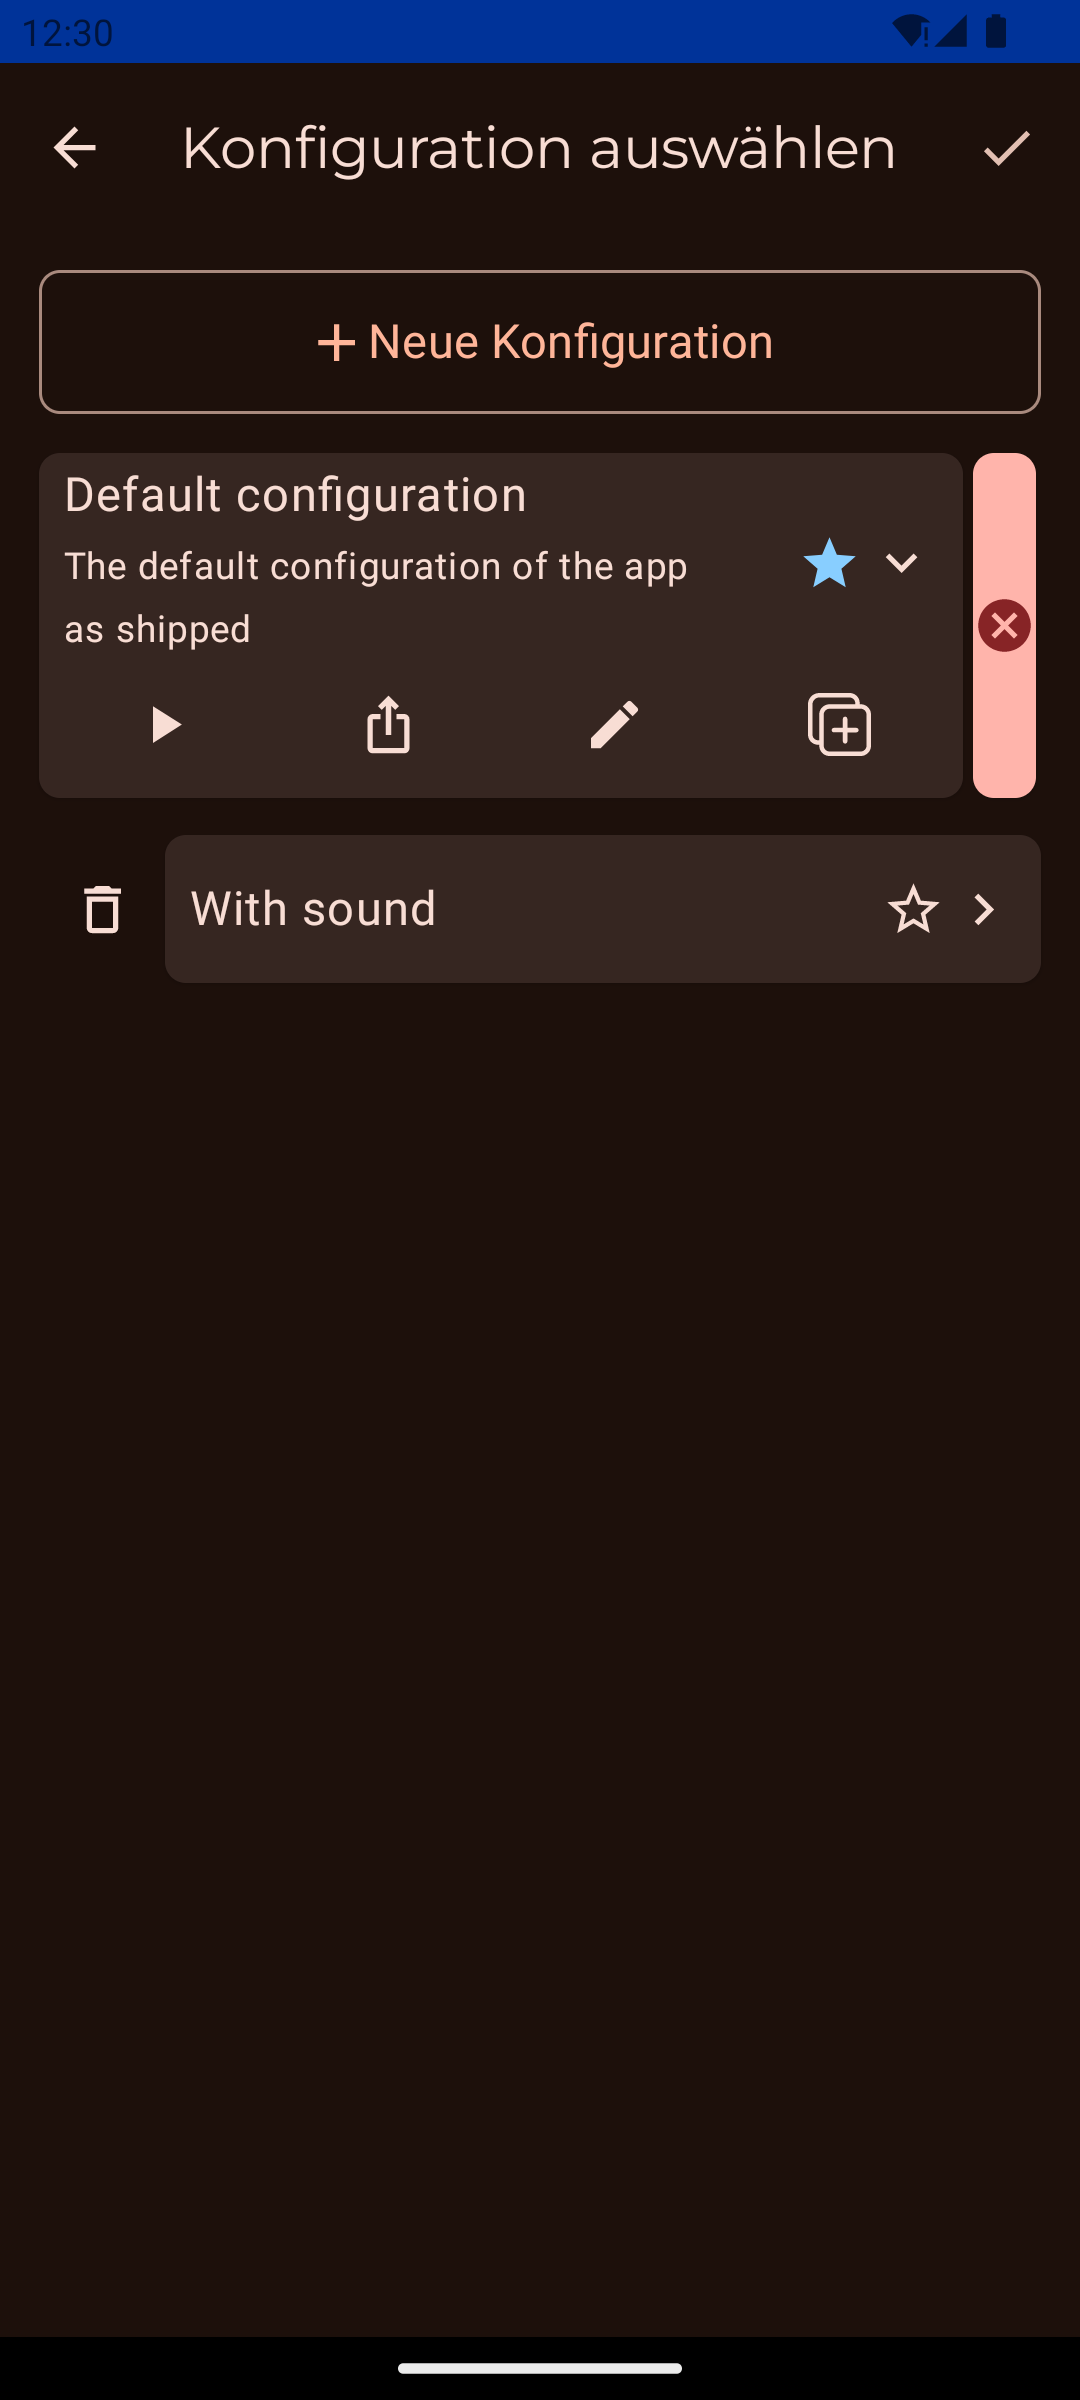 12:30
Konfiguration auswählen
Neue Konfiguration
Default configuration
The default configuration of the app
as shipped
With sound